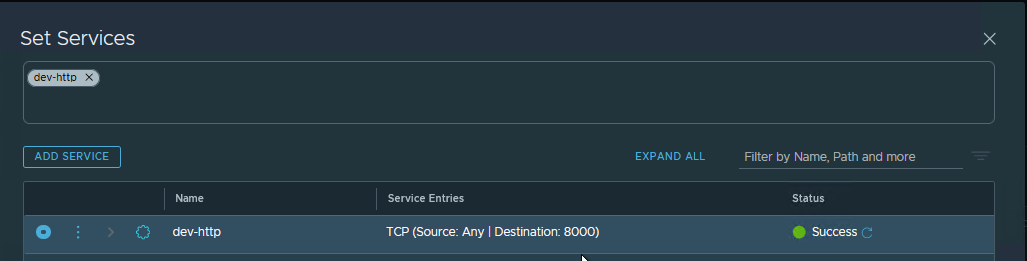 Set Services
dev-http
ADD SERVICE EXPAND ALL Filter by Name, Path and more
Name Service Entries Status
dev-http TCP (Source: Any | Destination: 8000) Success